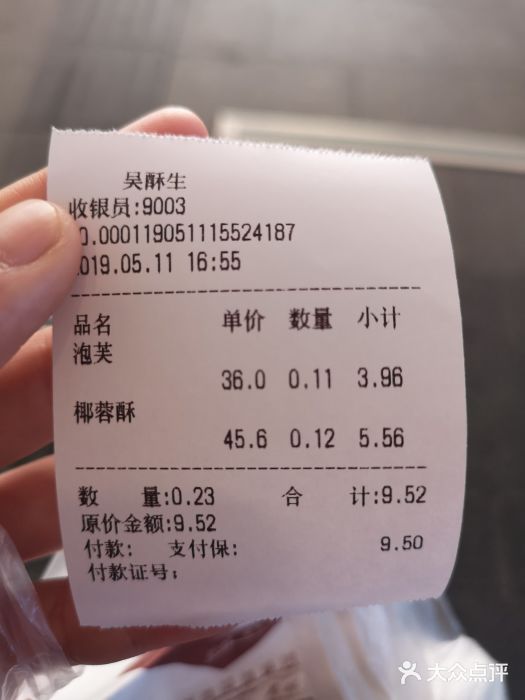 吴酥生
收银员:9003
0.000119051115524187
2019.05.11 16:55
品名 单价 数量 小计
泡芙
36.0 0.11 3.96
椰蓉酥
45.6 0.12 5.56
数 量:0.23 合 计:9.52
原价金额:9.52
付款: 支付保: 9.50
付款证号;
大众点评